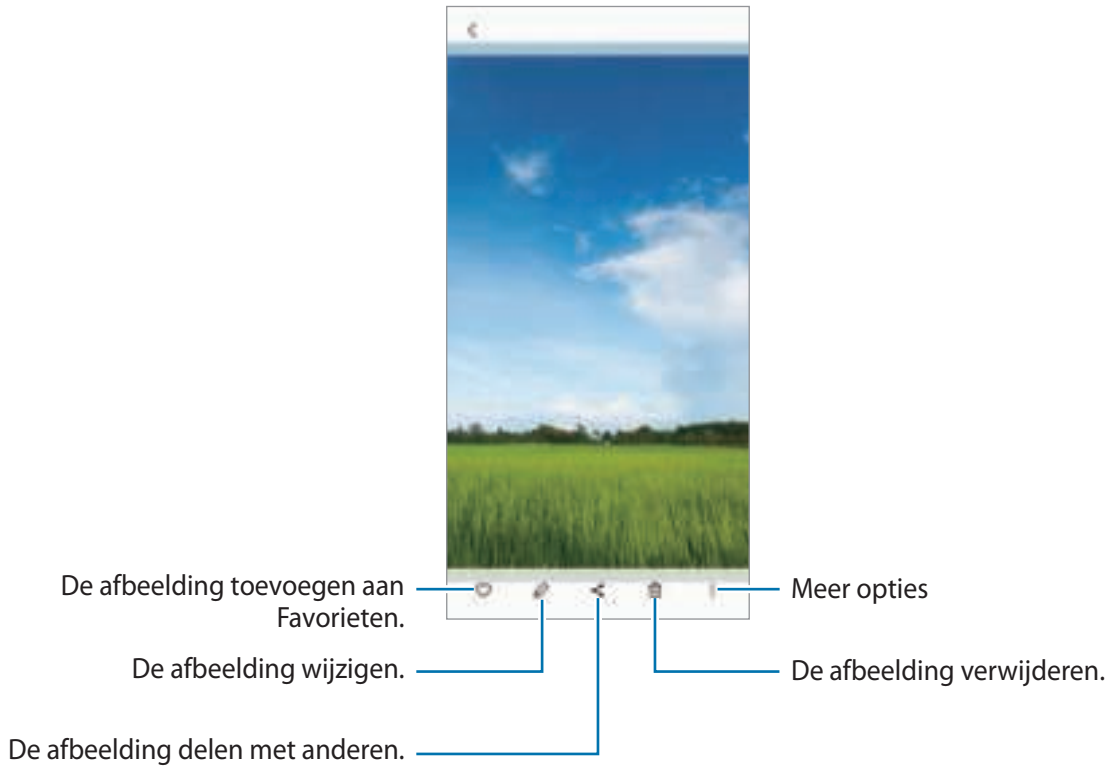 De afbeelding toevoegen aan
Favorieten.
Meer opties
De afbeelding wijzigen.
De afbeelding verwijderen.
De afbeelding delen met anderen.